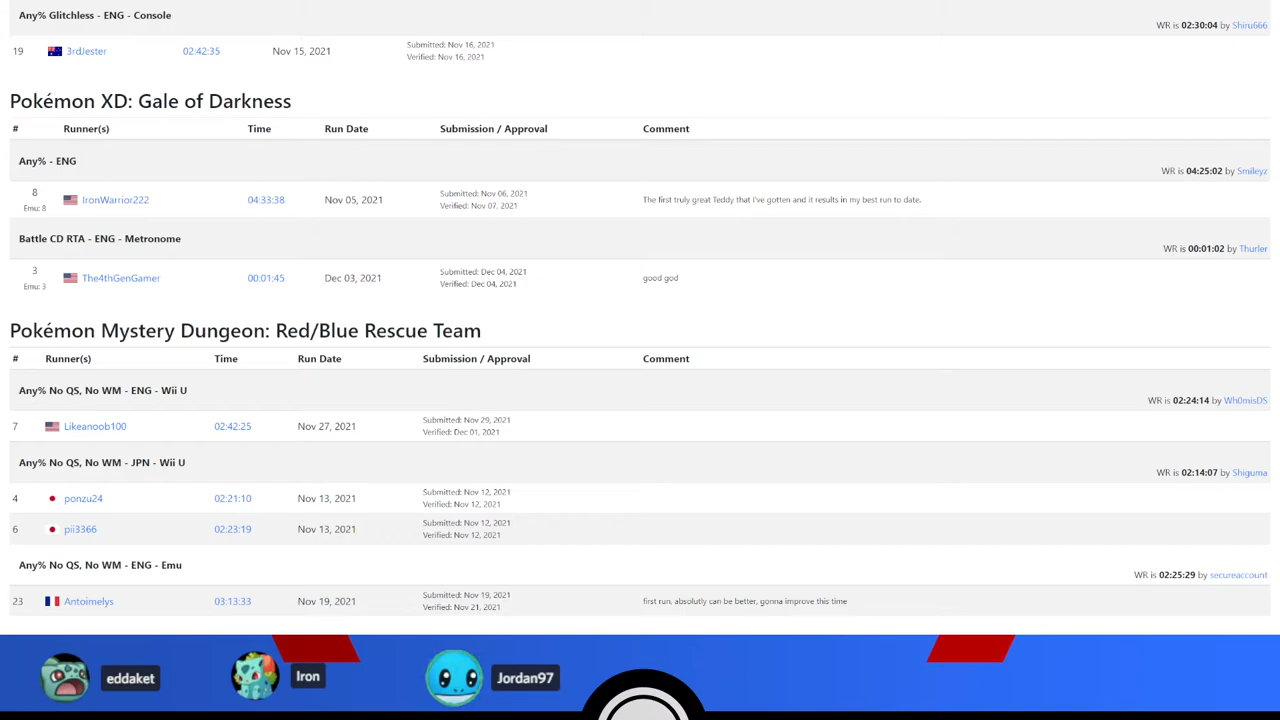 Any% Glitchless - ENG - Console
WR is 02:30:04 by Shiru666
19 3rdJester 02:42:35 Nov 15, 2021 Submitted: Nov 16, 2021
Verified: Nov 16, 2021
Pokémon XD: Gale of Darkness
# Runner(s) Time Run Date Submission / Approval Comment
Any% - ENG
WR is 04:25:02 by Smileyz
8 IronWarrior222 04:33:38 Nov 05, 2021 Submitted: Nov 06, 2021 The first truly great Teddy that I've gotten and it results in my best run to date.
Emu: 8 Verified: Nov 07, 2021
Battle CD RTA - ENG - Metronome
WR is 00:01:02 by Thurler
3 The4thGenGamer 00:01:45 Dec 03, 2021 Submitted: Dec 04, 2021 good god
Emu: 3 Verified: Dec 04, 2021
Pokémon Mystery Dungeon: Red/Blue Rescue Team
# Runner(s) Time Run Date Submission / Approval Comment
Any% No QS, No WM - ENG - Wii U
WR is 02:24:14 by Wh0misDS
7 Likeanoob100 02:42:25 Nov 27, 2021 Submitted: Nov 29, 2021
Verified: Dec 01, 2021
Any% No QS, No WM - JPN - Wii U
WR is 02:14:07 by Shiguma
4 ponzu24 02:21:10 Nov 13, 2021 Submitted: Nov 12, 2021
Verified: Nov 12, 2021
6 pii3366 02:23:19 Nov 13, 2021 Submitted: Nov 12, 2021
Verified: Nov 12, 2021
Any% No QS, No WM - ENG - Emu
WR is 02:25:29 by secureaccount
23 Antoimelys 03:13:33 Nov 19, 2021 Submitted: Nov 19, 2021 first run, absolutly can be better, gonna improve this time
Verified: Nov 21, 2021
eddaket Iron Jordan97